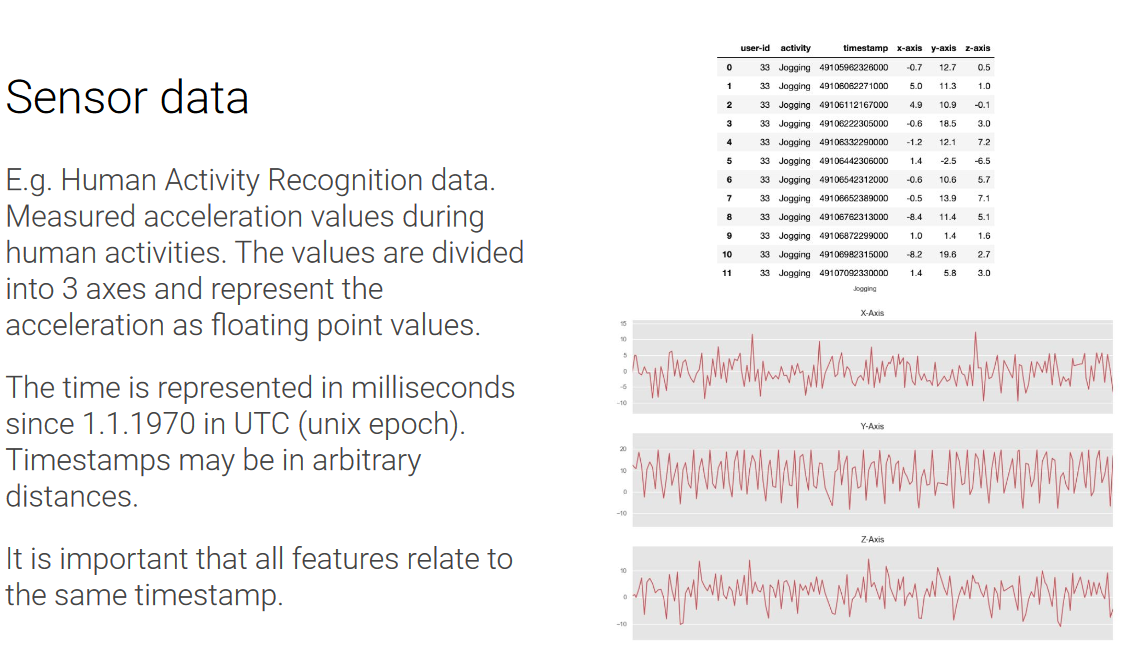 Sensor data
E.g. Human Activity Recognition data.
Measured acceleration values during
human activities. The values are divided
into 3 axes and represent the
acceleration as floating point values.
The time is represented in milliseconds
since 1.1.1970 in UTC (unix epoch).
Timestamps may be in arbitrary
distances.
It is important that all features relate to
the same timestamp.
user-id activity timestamp x-axis y-axis z-axis
0 33 Jogging 49105962326000 -0.7 12.7 0.5
1 33 Jogging 49106062271000 5.0 11.3 1.0
2 33 Jogging 49106112167000 4.9 10.9 -0.1
3 33 Jogging 49106222305000 -0.6 18.5 3.0
4 33 Jogging 49106332290000 -1.2 12.1 7.2
5 33 Jogging 49106442306000 1.4 -2.5 -6.5
6 33 Jogging 49106542312000 -0.6 10.6 5.7
7 33 Jogging 49106652389000 -0.5 13.9 7.1
8 33 Jogging 49106762313000 -8.4 11.4 5.1
9 33 Jogging 49106872299000 1.0 1.4 1.6
10 33 Jogging 49106982315000 -8.2 19.6 2.7
11 33 Jogging 49107092330000 1.4 5.8 3.0
Jogging
X-Axis
15
10
5
0
−5
−10
Y-Axis
20
10
0
−10
Z-Axis
10
0
−10